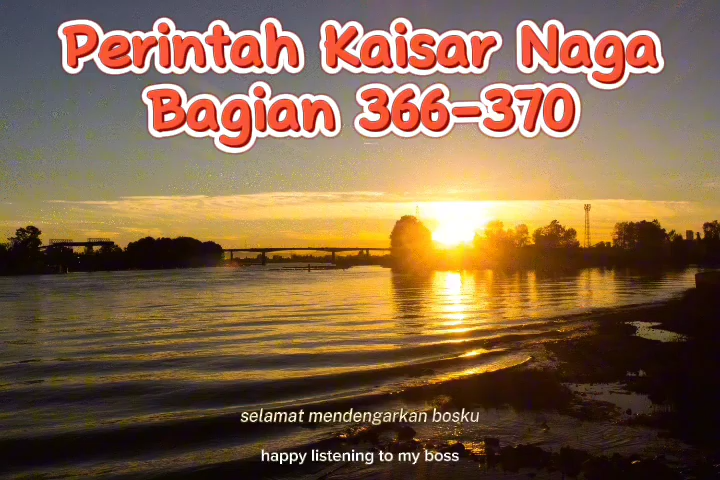 Perintah Kaisar Naga
Bagian 366-370
selamat mendengarkan bosku
happy listening to my boss